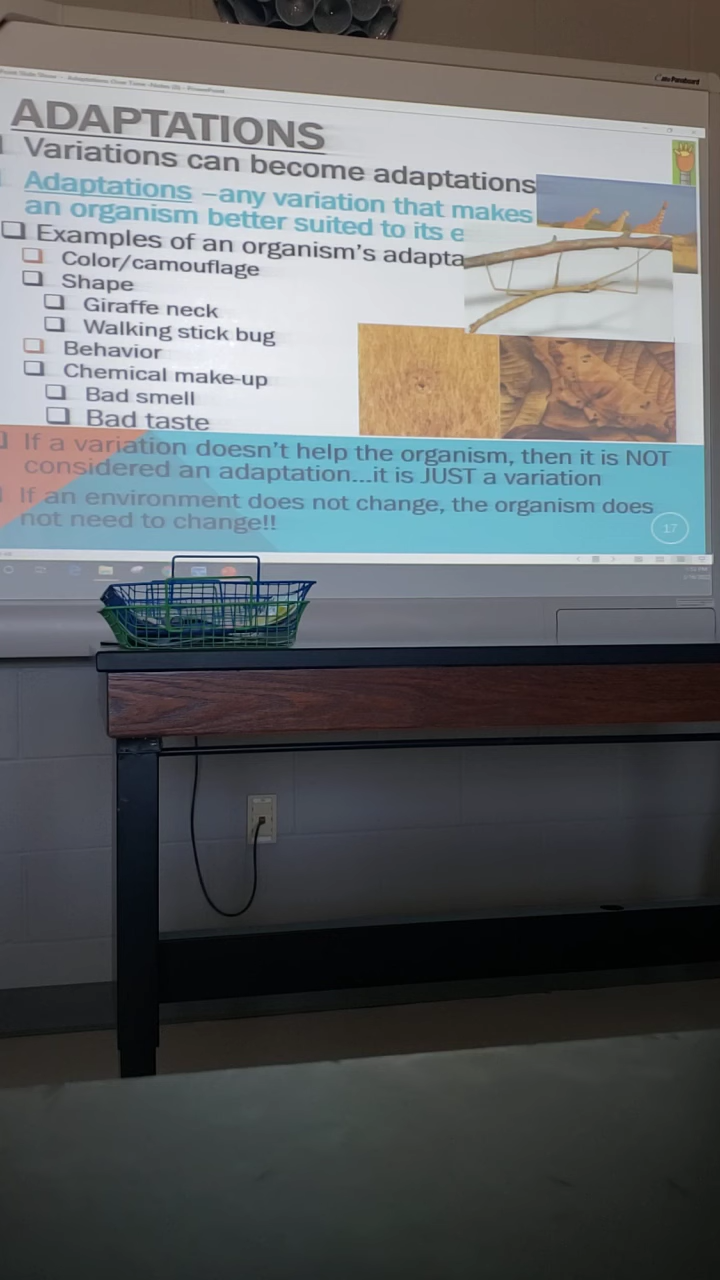 ADAPTATIONS
Variations can become adaptations
Adaptations –any variation that makes
an organism better suited to its e
Examples of an organism's adapta
Color/camouflage
Shape
Giraffe neck
Walking stick bug
Behavior
Chemical make-up
Bad smell
Bad taste
If a variation doesn't help the organism, then it is NOT
considered an adaptation...it is JUST a variation
If an environment does not change, the organism does
not need to change!!
17